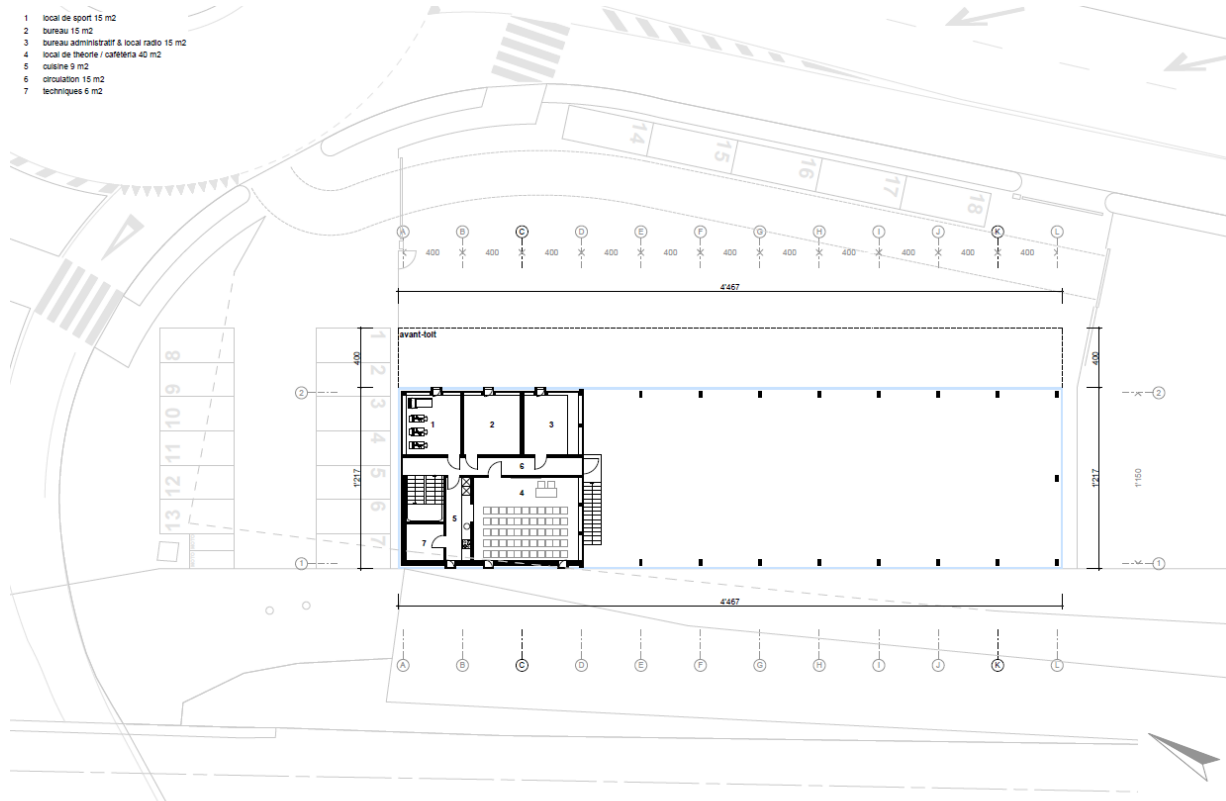 1 local de sport 15 m2
2 bureau 15 m2
3 bureau administratif & local radio 15 m2
4 local de théorie / cafétéria 40 m2
5 cuisine 9 m2
6 circulation 15 m2
7 techniques 6 m2
14 15 16 17 18
A B C D E F G H I J K L
400 400 400 400 400 400 400 400 400 400 400
4'467
avant-toit
400 400
8 9 10 11 12 13
1 2 3 4 5 6 7
2 2
1 2 3
6
4
5
7
1'217 1'217 1'150
1 1
4'467
A B C D E F G H I J K L